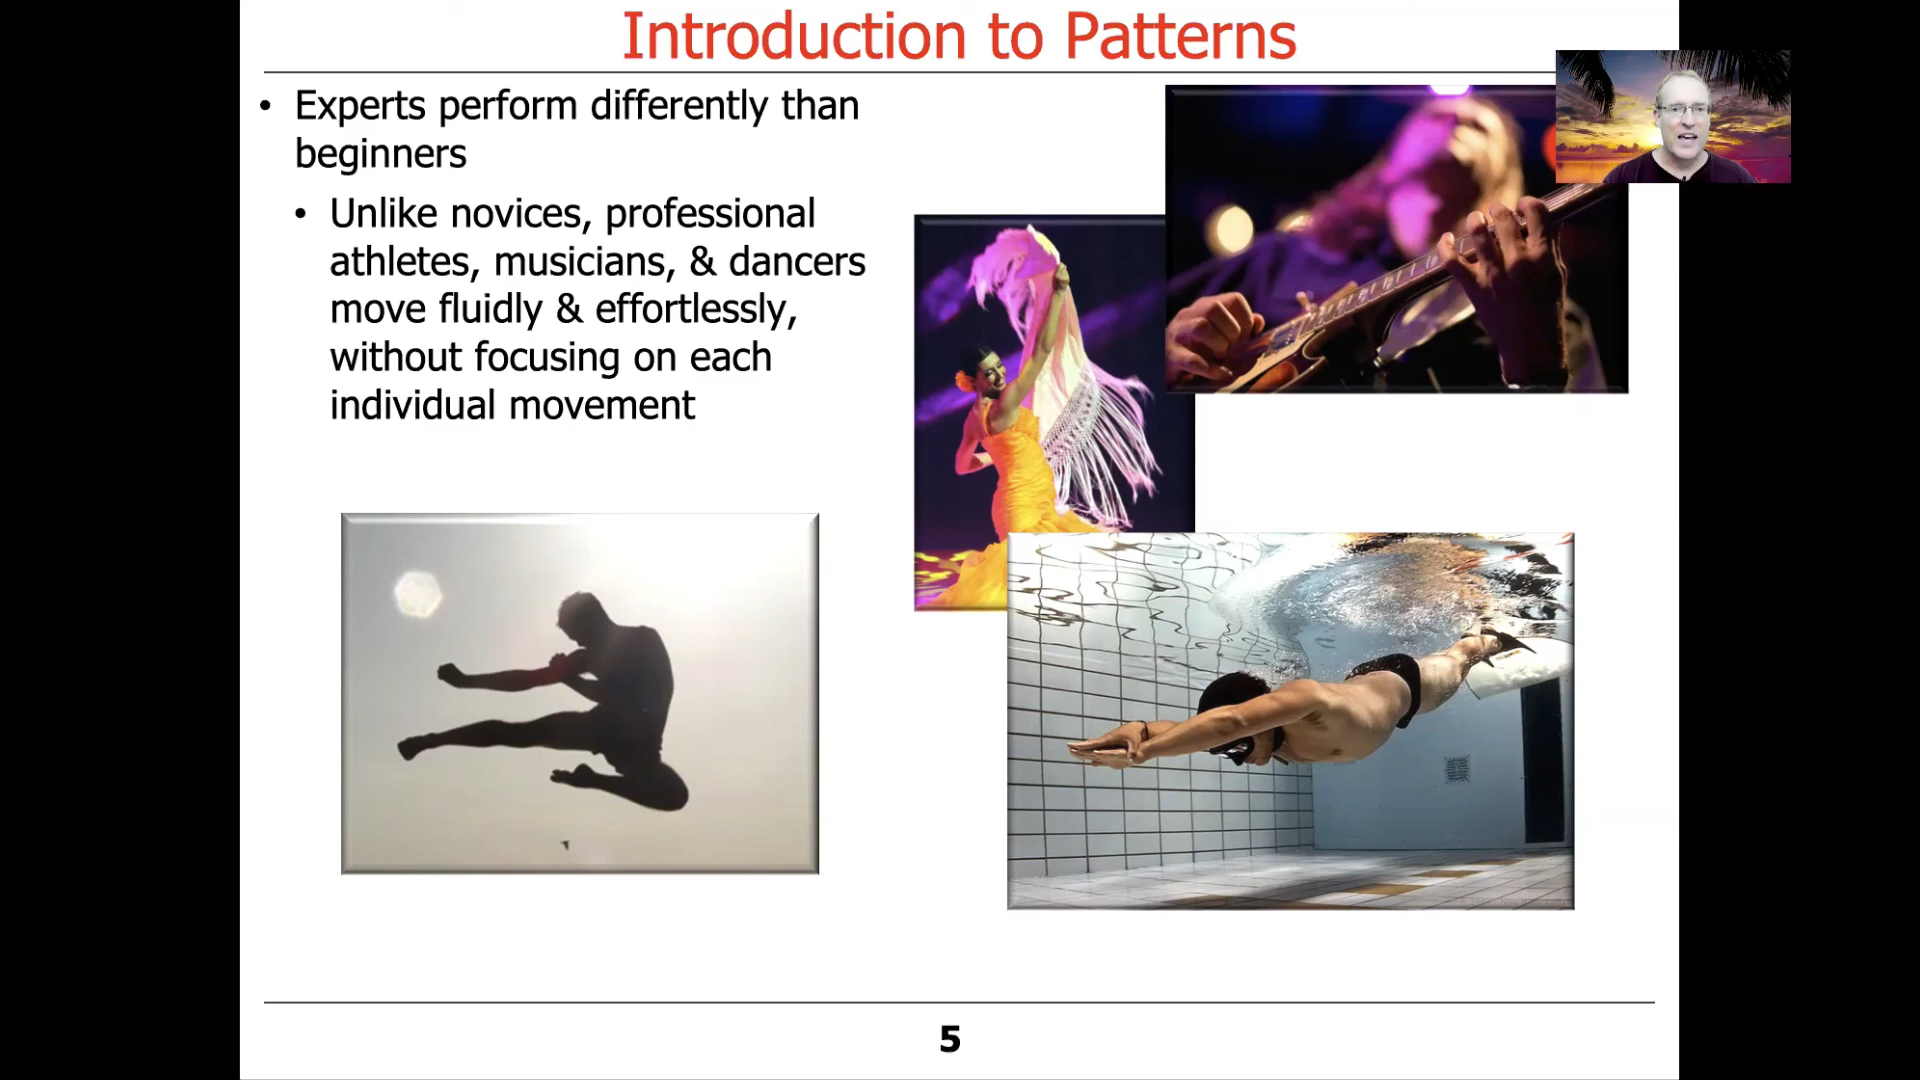 Introduction to Patterns
• Experts perform differently than
beginners
• Unlike novices, professional
athletes, musicians, & dancers
move fluidly & effortlessly,
without focusing on each
individual movement
5